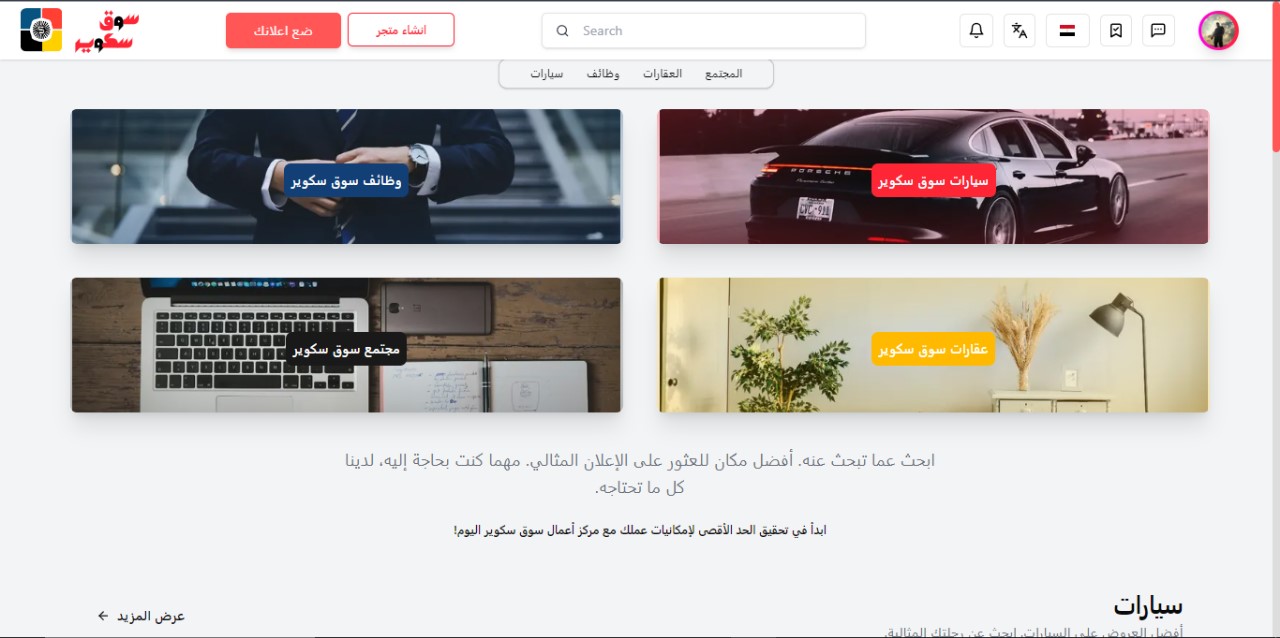 سوق
سكوير
ضع اعلانك
انشاء متجر
Search
المجتمع
العقارات
وظائف
سيارات
PORSCHE
سيارات سوق سكوير
وظائف سوق سكوير
عقارات سوق سكوير
مجتمع سوق سكوير
ابحث عما تبحث عنه. أفضل مكان للعثور على الإعلان المثالي. مهما كنت بحاجة إليه، لدينا
كل ما تحتاجه.
ابدأ في تحقيق الحد الأقصى لإمكانيات عملك مع مركز أعمال سوق سكوير اليوم!
سيارات
عرض المزيد
أفضل العروض على السيارات. ابحث عن رحلتك المثالية.